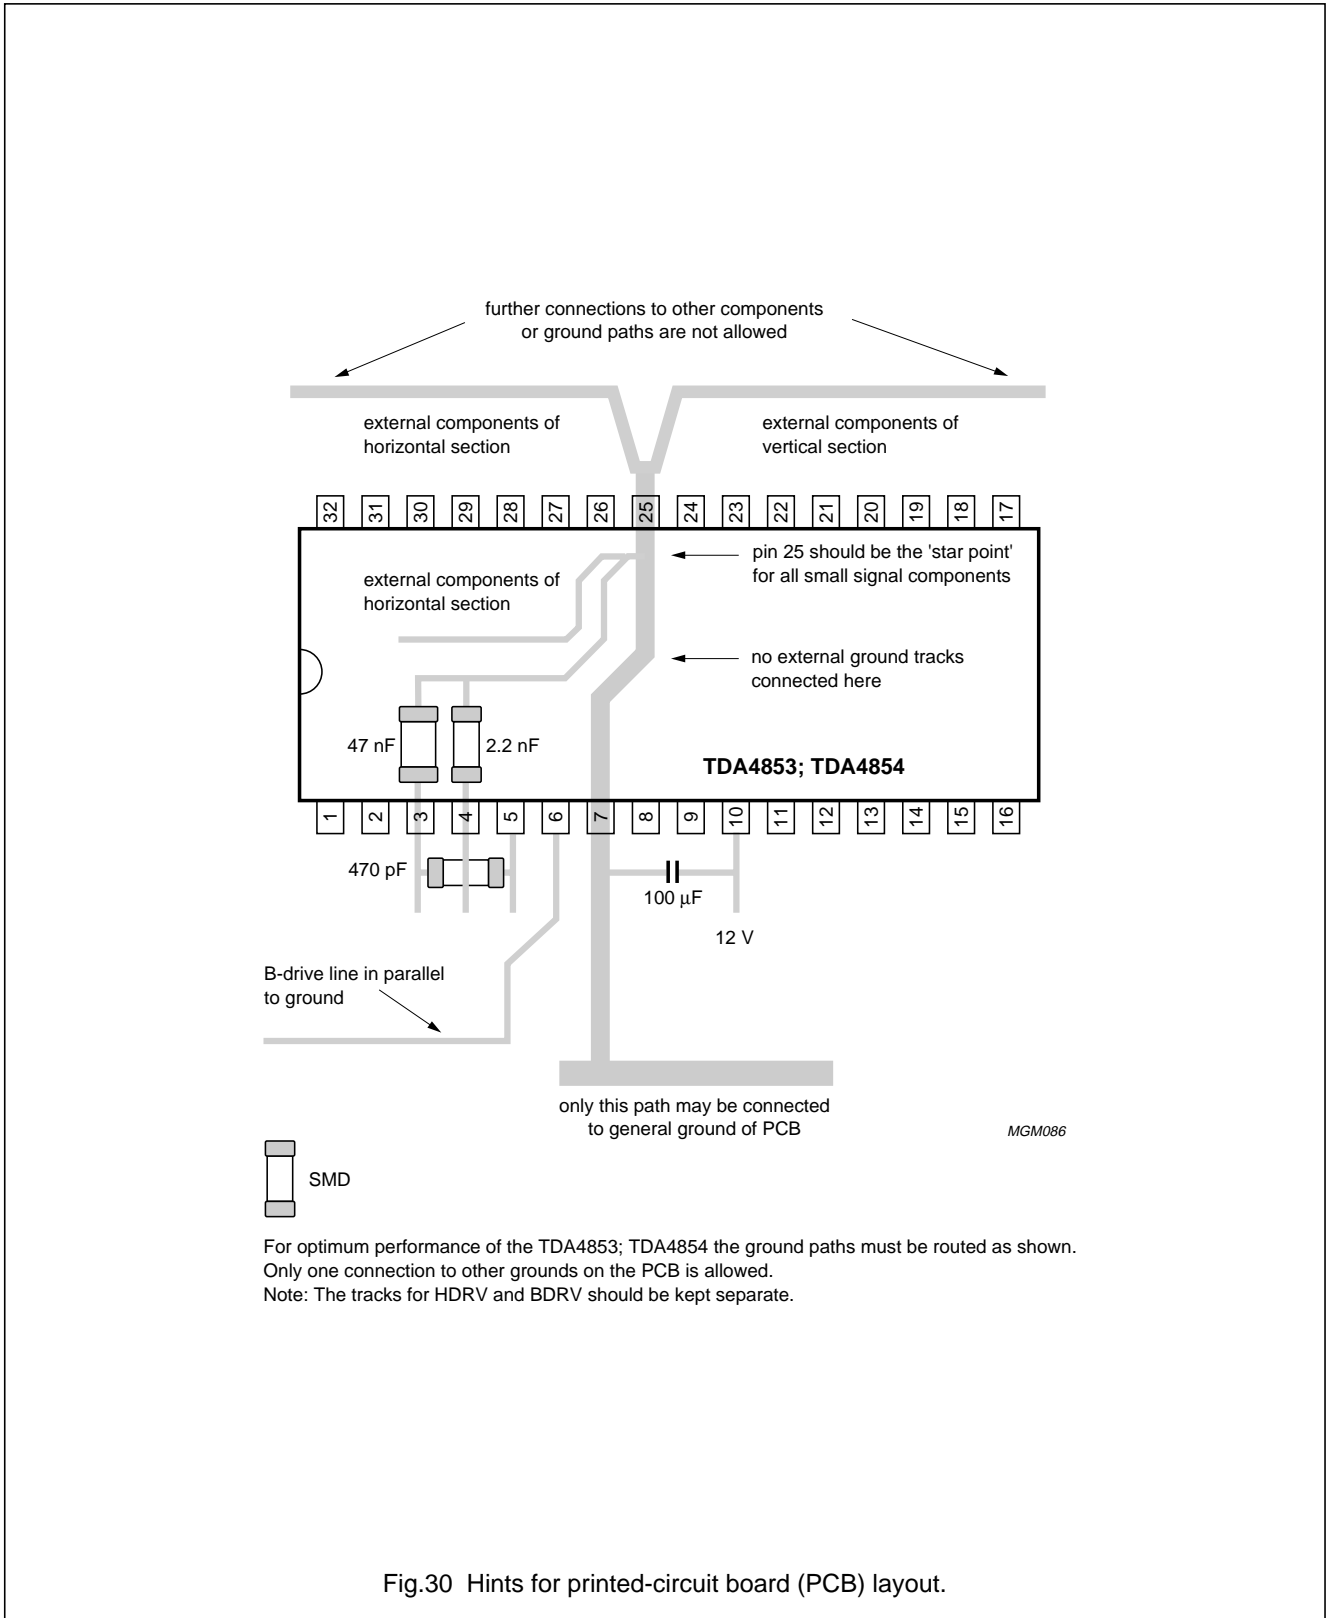 further connections to other components
or ground paths are not allowed
external components of
horizontal section
external components of
vertical section
32 31 30 29 28 27 26 25 24 23 22 21 20 19 18 17
pin 25 should be the 'star point'
for all small signal components
external components of
horizontal section
no external ground tracks
connected here
47 nF
2.2 nF
TDA4853; TDA4854
1 2 3 4 5 6 7 8 9 10 11 12 13 14 15 16
470 pF
100 μF
12 V
B-drive line in parallel
to ground
only this path may be connected
to general ground of PCB
MGM086
SMD
For optimum performance of the TDA4853; TDA4854 the ground paths must be routed as shown.
Only one connection to other grounds on the PCB is allowed.
Note: The tracks for HDRV and BDRV should be kept separate.
Fig.30 Hints for printed-circuit board (PCB) layout.